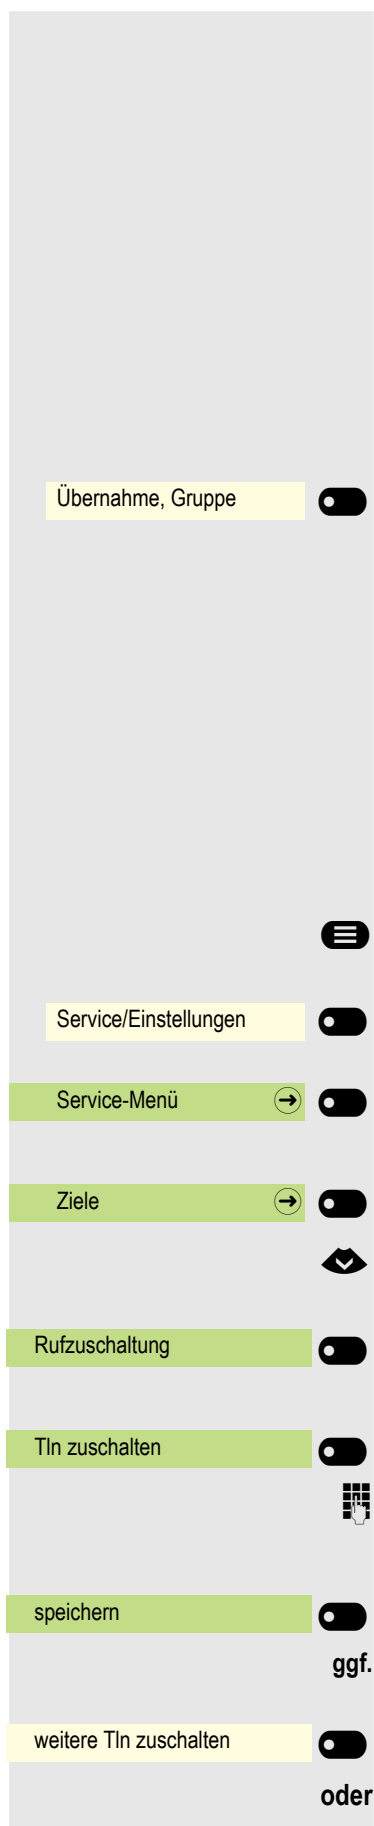 Übernahme, Gruppe
Service/Einstellungen
Service-Menü
Ziele
Rufzuschaltung
Tln zuschalten
speichern
ggf.
weitere Tln zuschalten
oder